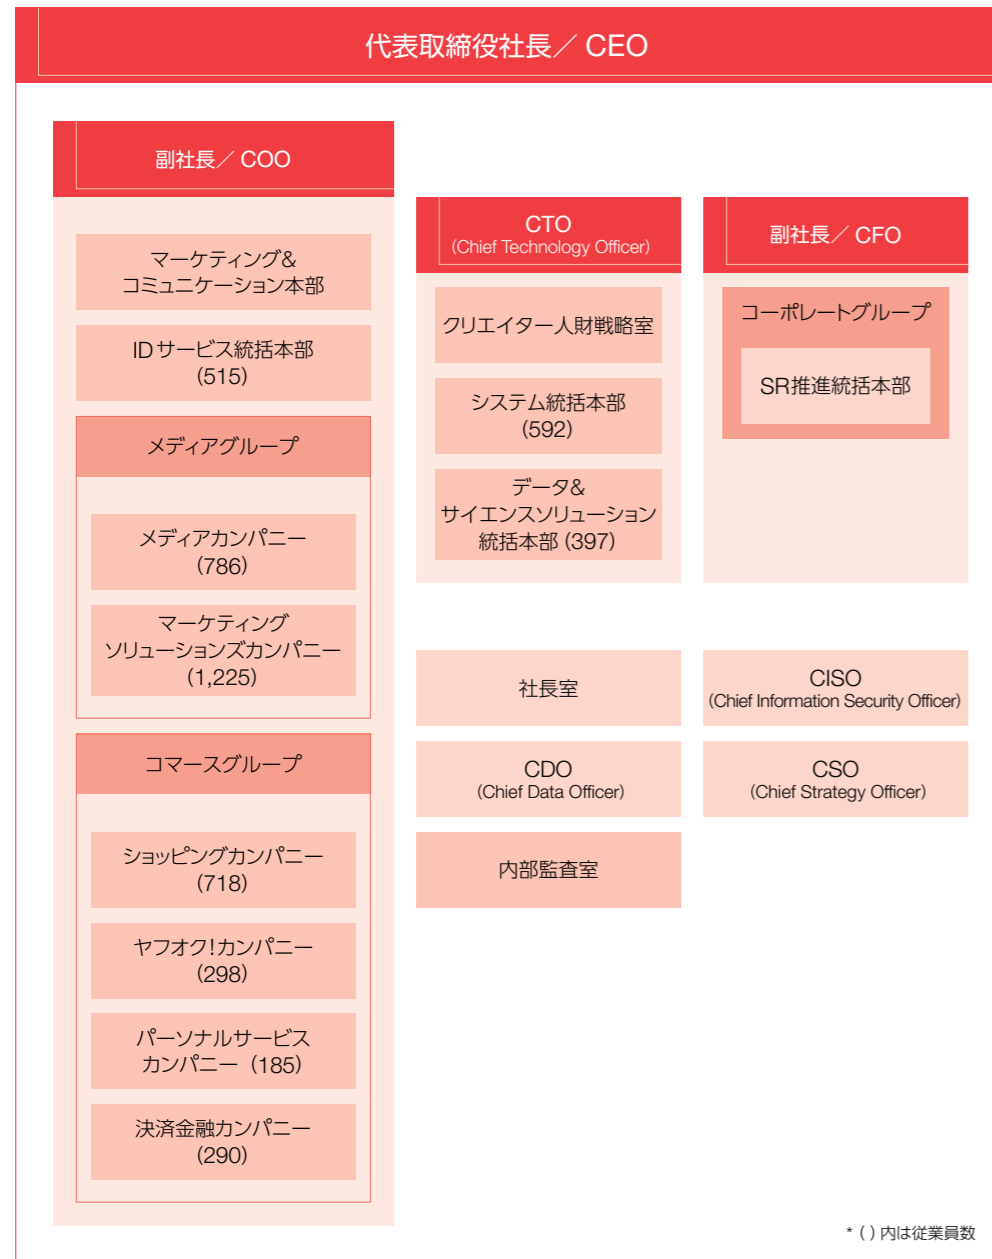 代表取締役社長／ CEO
副社長／ COO
マーケティング＆
コミュニケーション本部
IDサービス統括本部
（515）
メディアグループ
メディアカンパニー
（786）
マーケティング
ソリューションズカンパニー
（1,225）
コマースグループ
ショッピングカンパニー
（718）
ヤフオク！カンパニー
（298）
パーソナルサービス
カンパニー（185）
決済金融カンパニー
（290）
CTO
（Chief Technology Officer）
クリエイター人財戦略室
システム統括本部
（592）
データ＆
サイエンスソリューション
統括本部（397）
副社長／ CFO
コーポレートグループ
SR推進統括本部
社長室
CISO
（Chief Information Security Officer）
CDO
（Chief Data Officer）
CSO
（Chief Strategy Officer）
内部監査室
* ( ) 内は従業員数